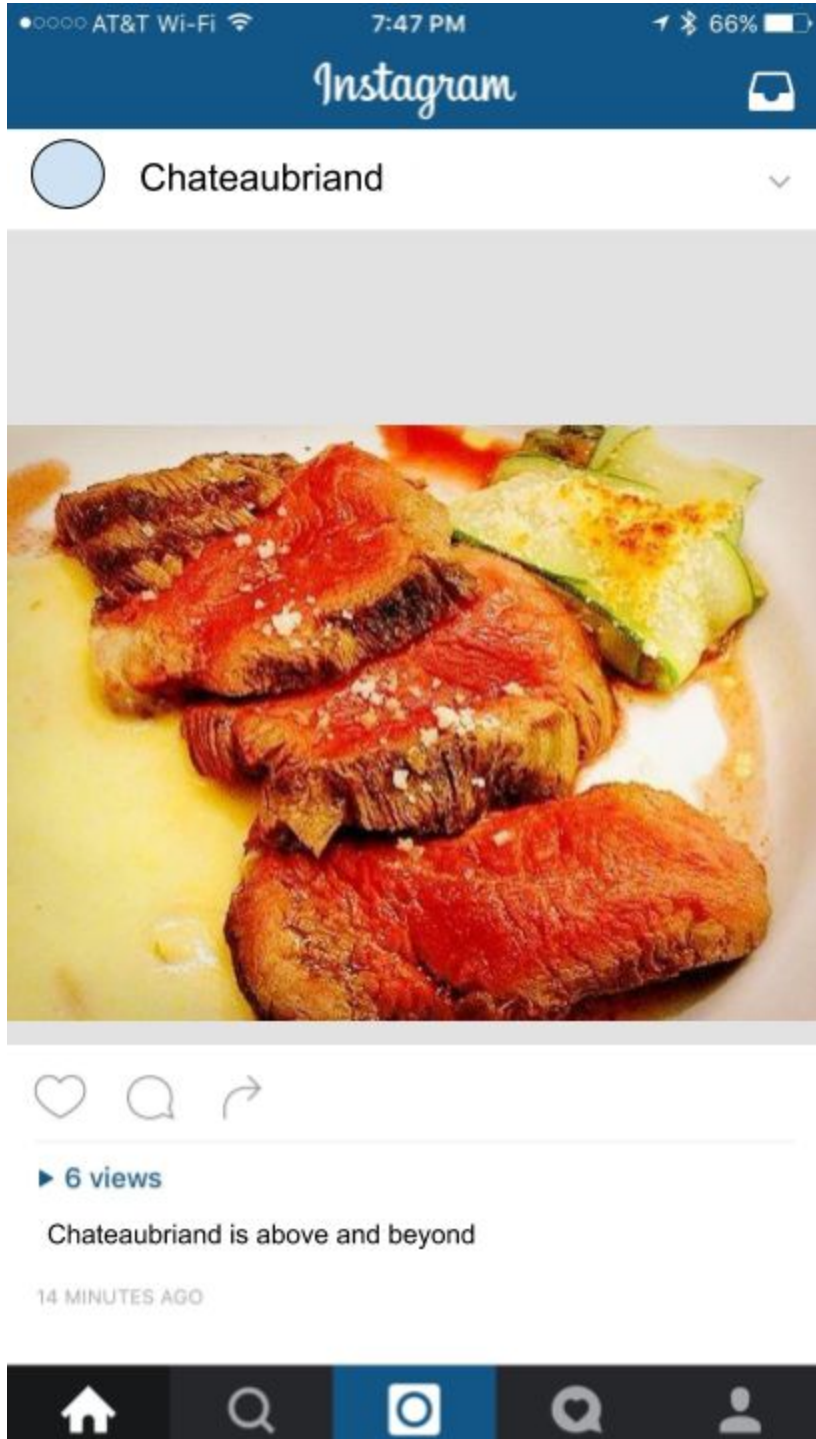 AT&T Wi-Fi 7:47 PM 66%
Instagram
Chateaubriand
6 views
Chateaubriand is above and beyond
14 MINUTES AGO